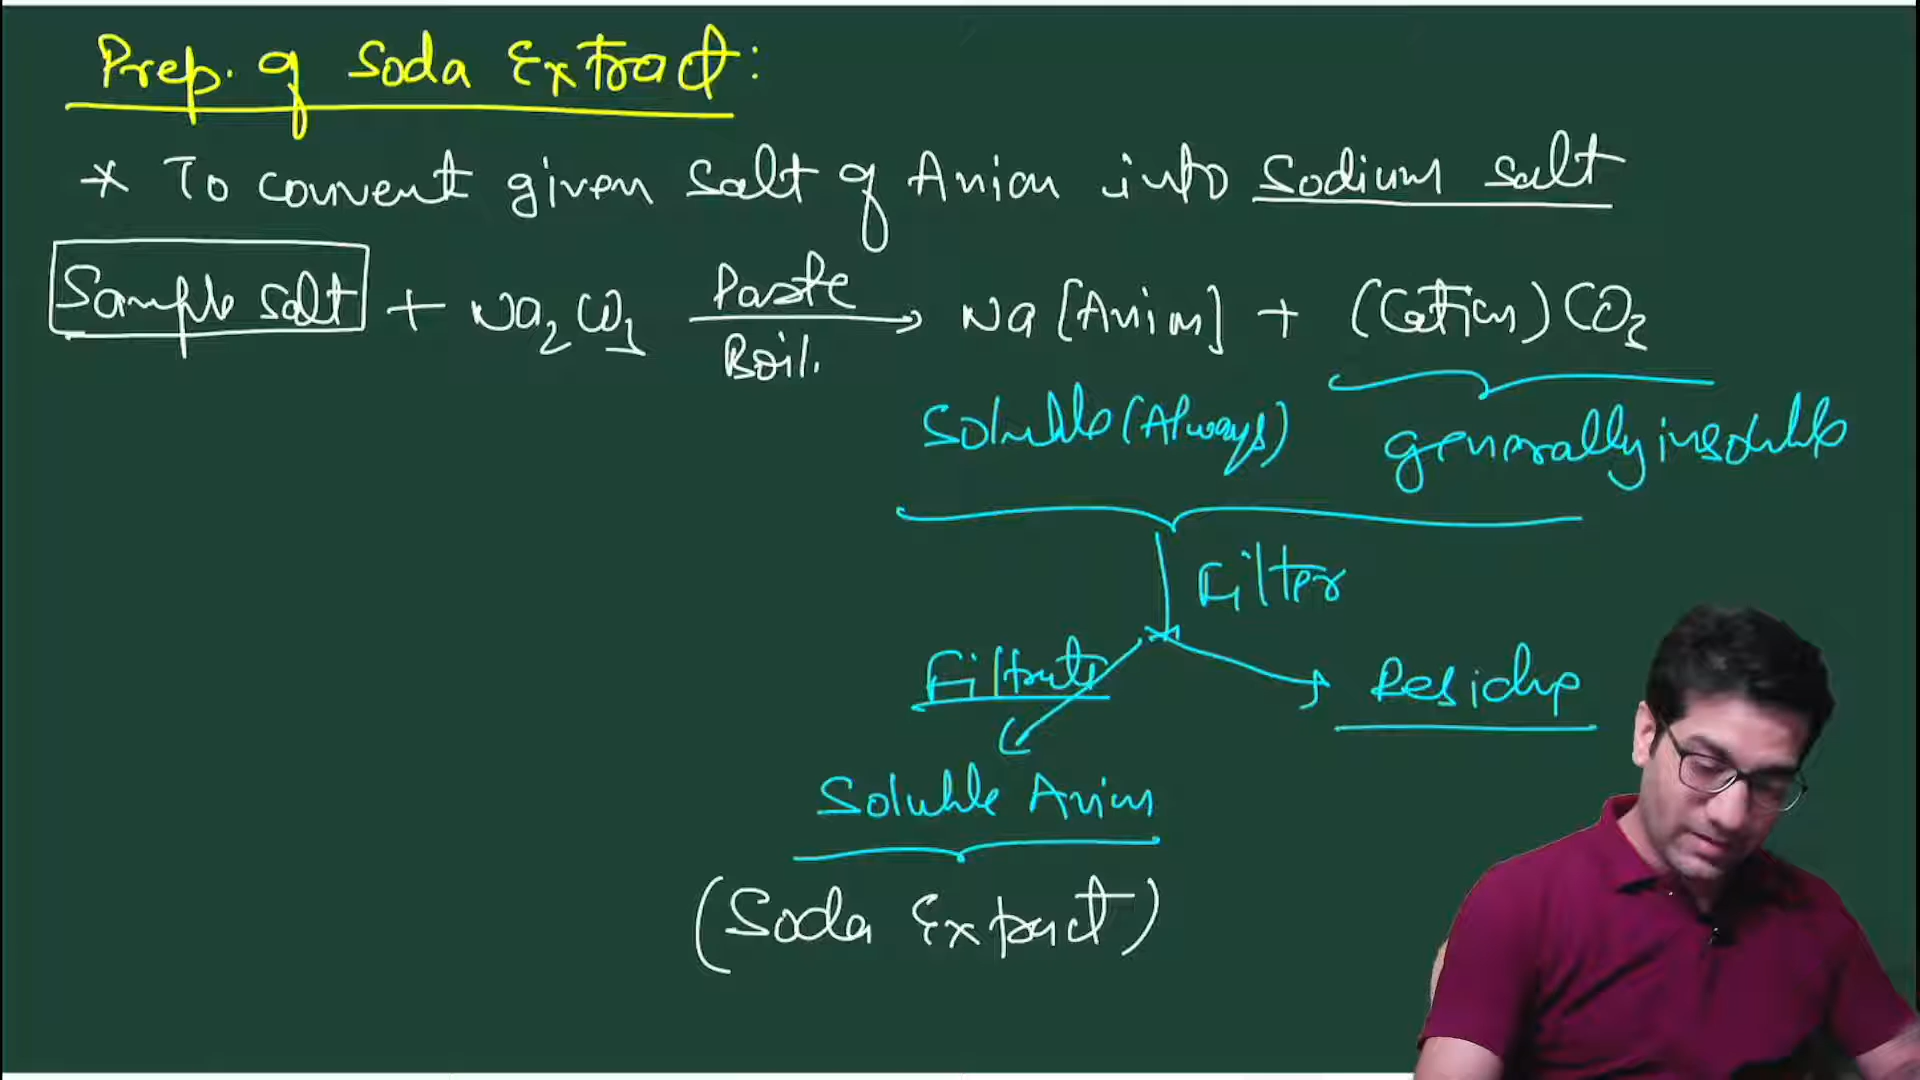 Prep. of Soda Extract:
* To convert given salt of Anion into Sodium salt
Sample salt + Na2CO3 Paste Boil. → Na [Anion] + (Cation) CO3
Soluble (Always) generally insoluble
Filter
Filtrate Residue
Soluble Anion
(Soda Extract)